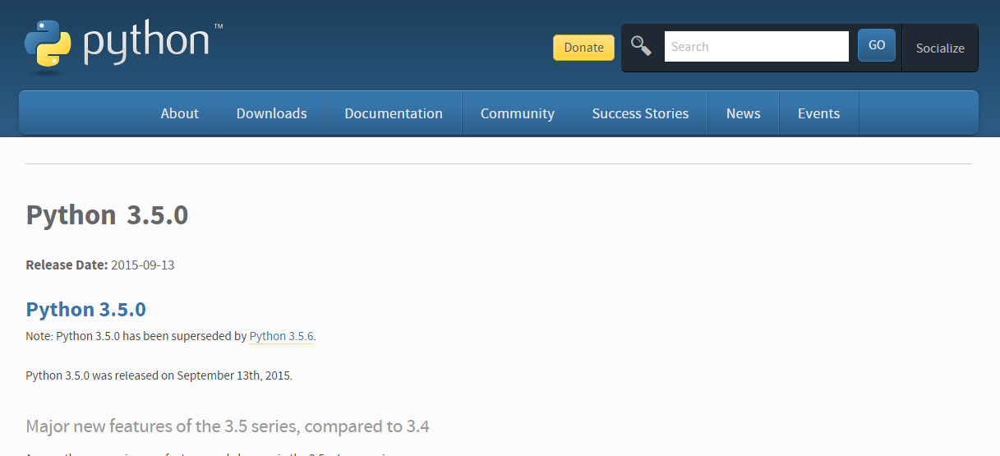 python™
Donate
Search
GO
Socialize
About
Downloads
Documentation
Community
Success Stories
News
Events
Python 3.5.0
Release Date: 2015-09-13
Python 3.5.0
Note: Python 3.5.0 has been superseded by Python 3.5.6.
Python 3.5.0 was released on September 13th, 2015.
Major new features of the 3.5 series, compared to 3.4